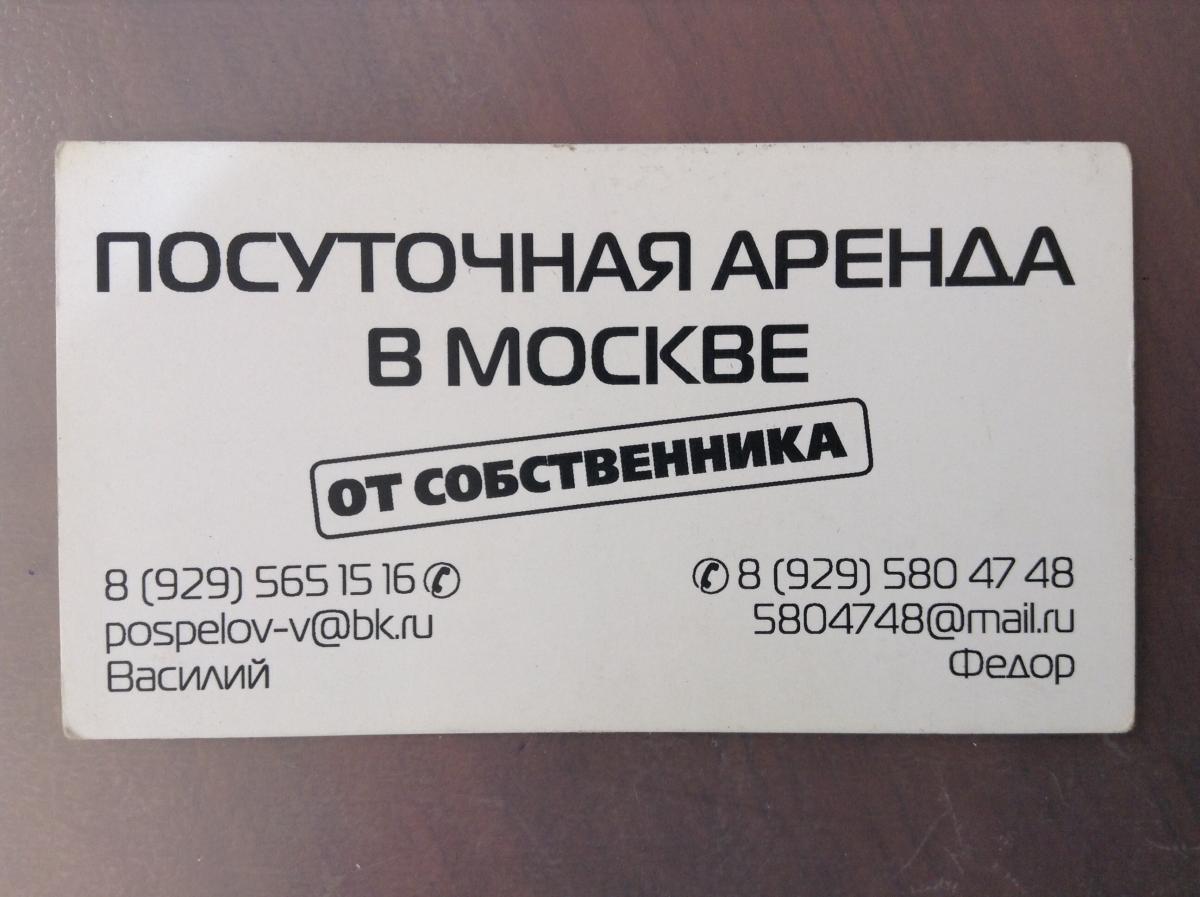 ПОСУТОЧНАЯ АРЕНДА
В МОСКВЕ
ОТ СОБСТВЕННИКА
8 (929) 565 15 16
pospelov-v@bk.ru
Василий
8 (929) 580 47 48
5804748@mail.ru
Федор